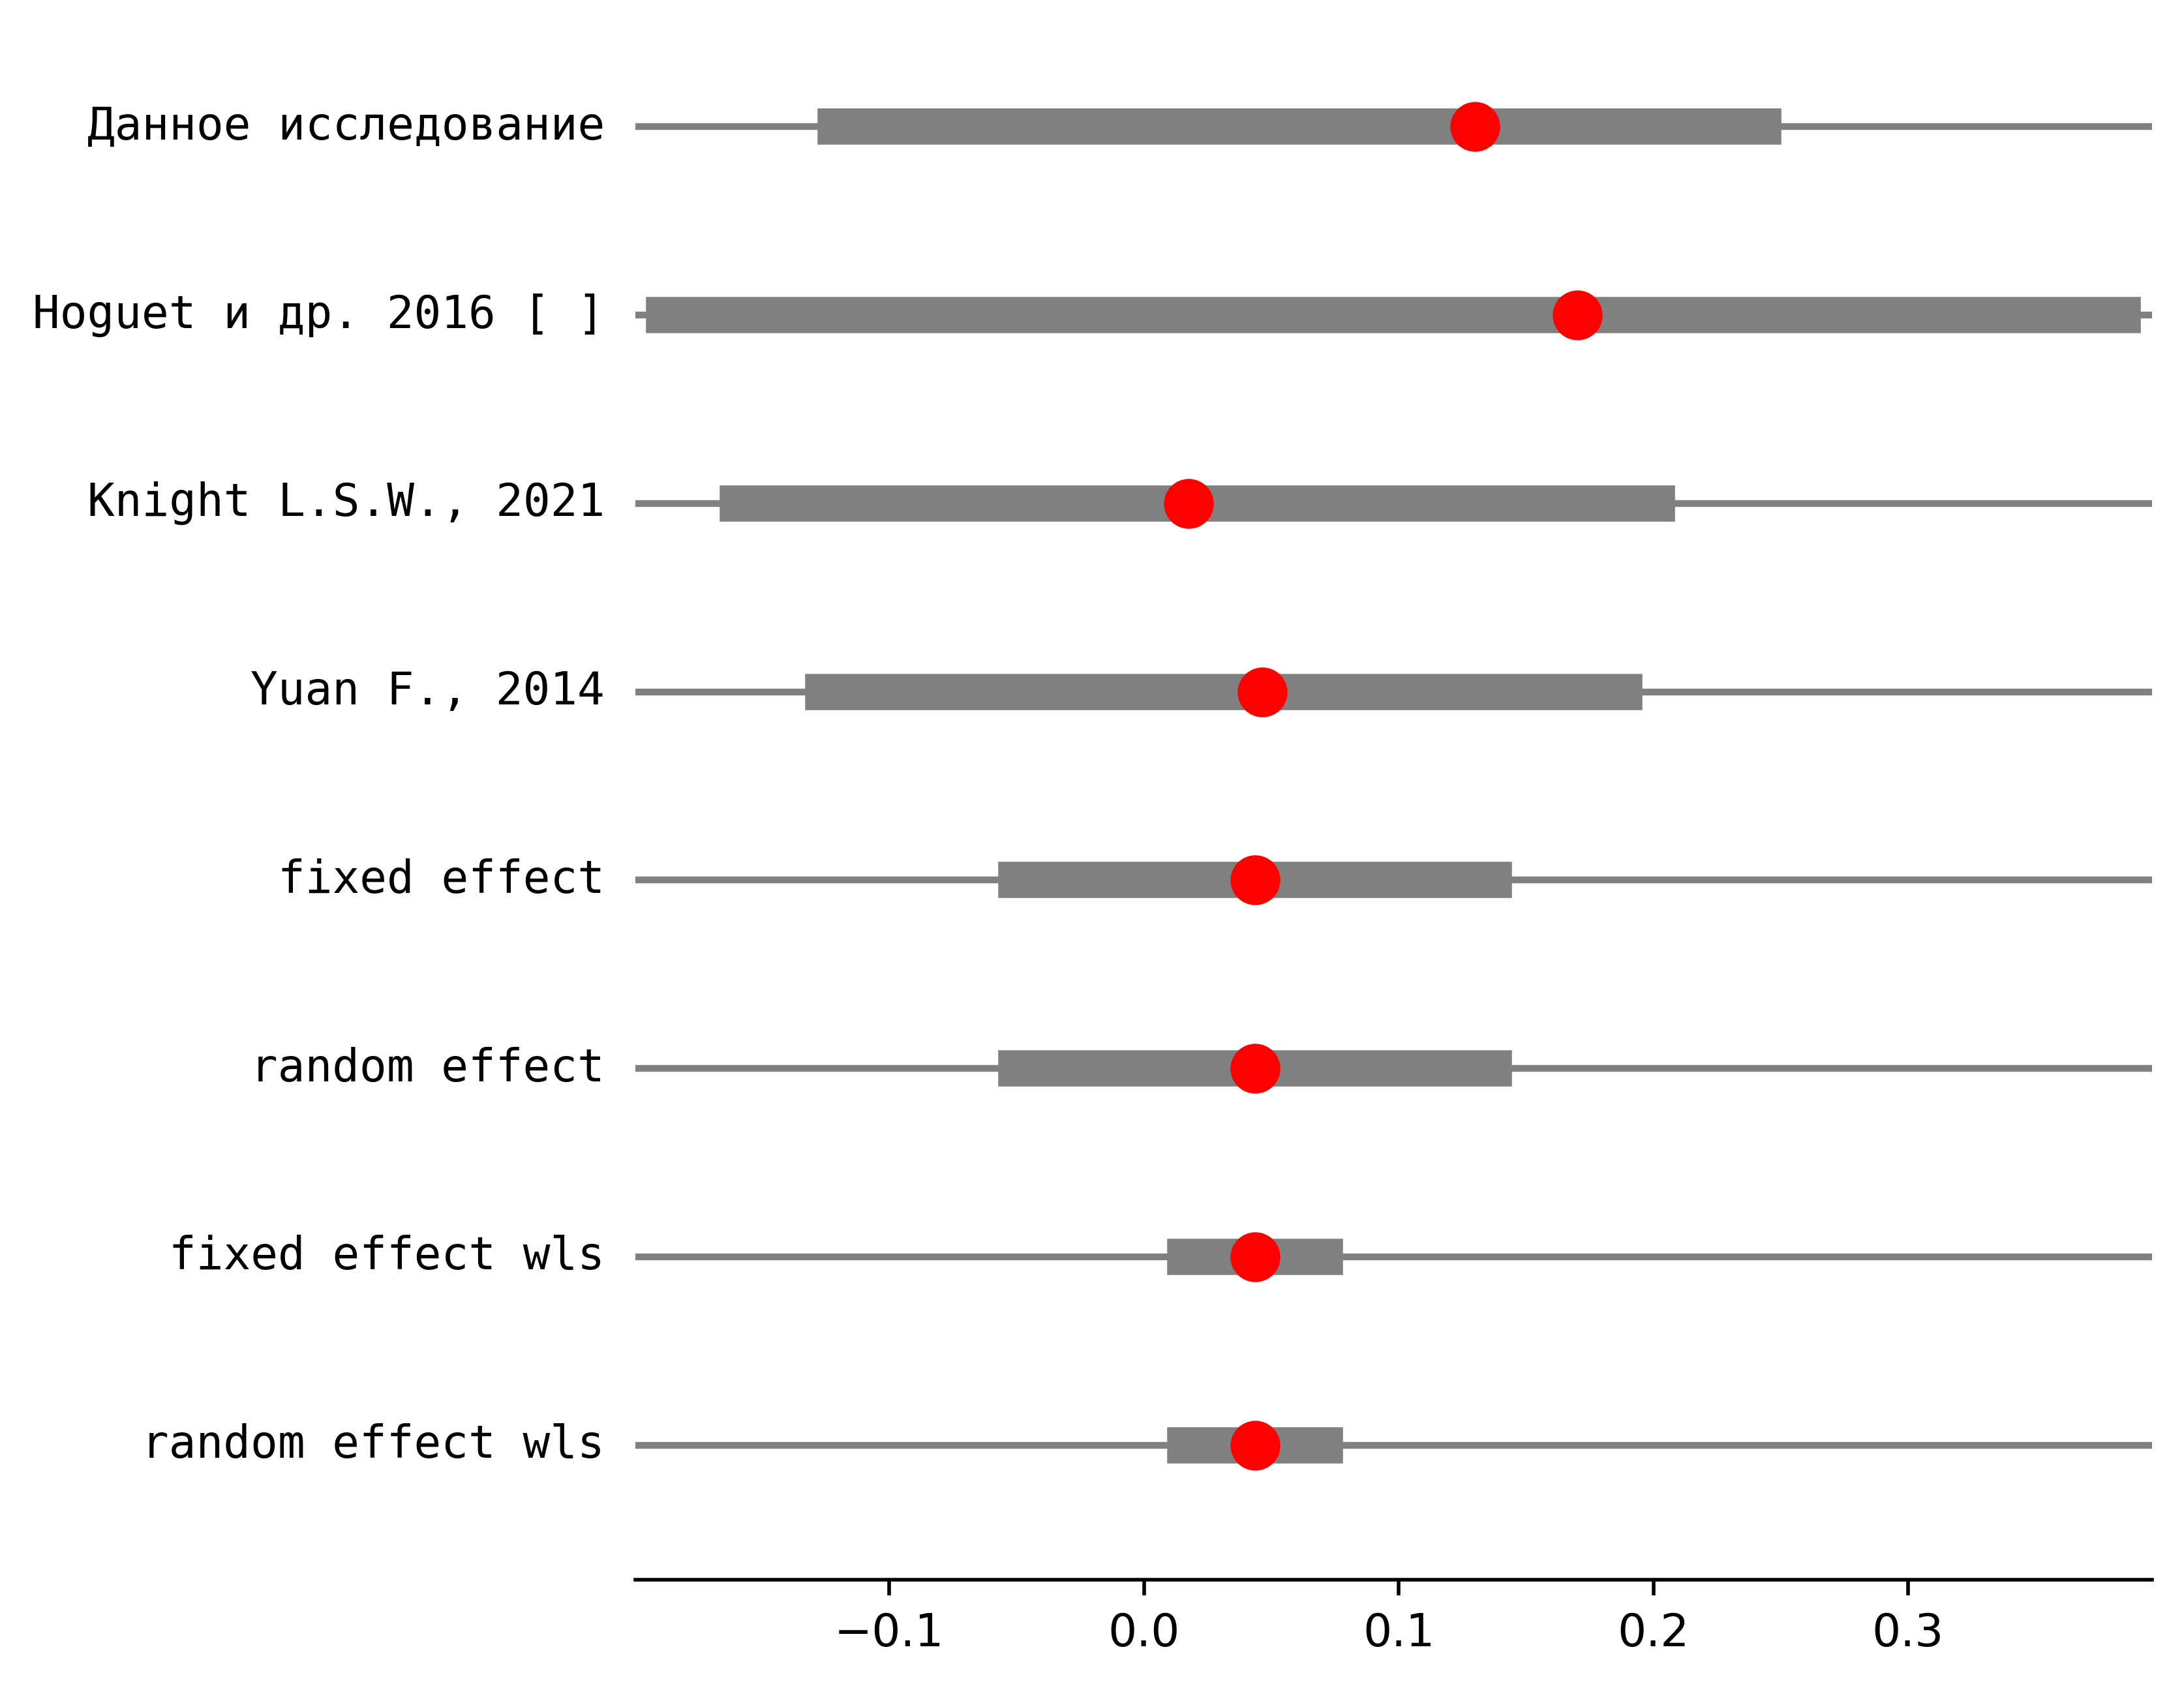 Данное исследование
Hoguet и др. 2016 [ ]
Knight L.S.W., 2021
Yuan F., 2014
fixed effect
random effect
fixed effect wls
random effect wls
−0.1 0.0 0.1 0.2 0.3